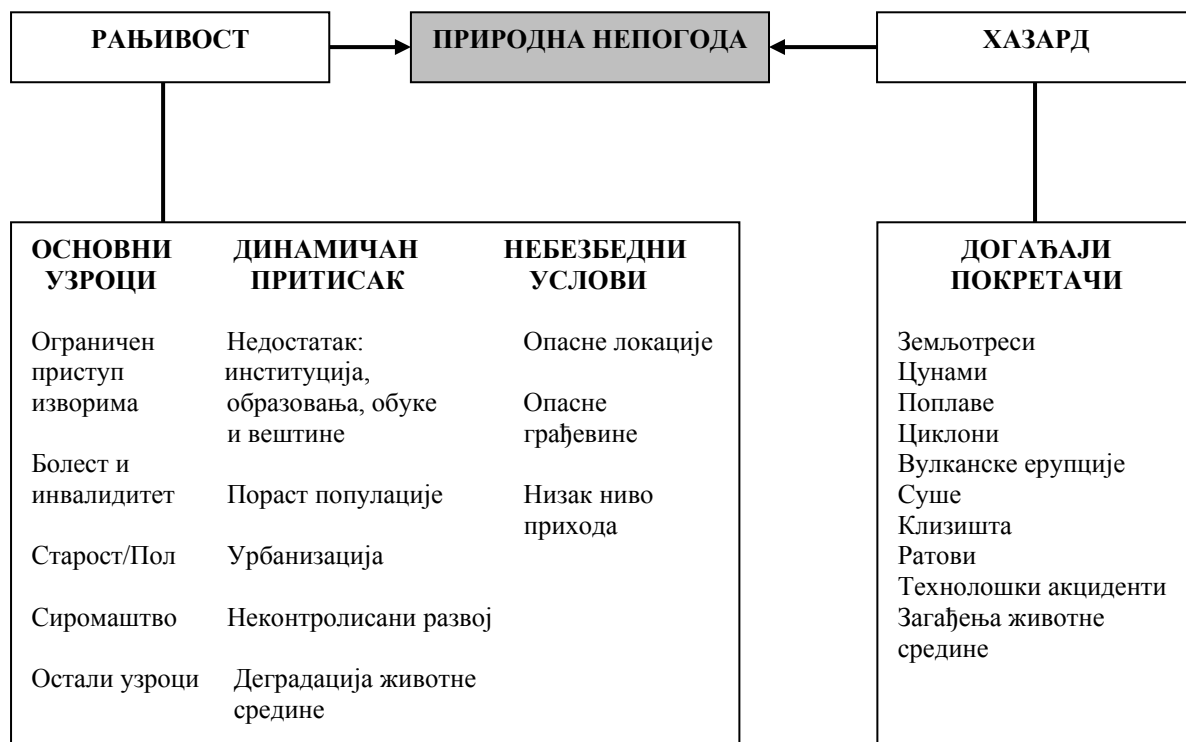 РАЊИВОСТ
ПРИРОДНА НЕПОГОДА
ХАЗАРД
ОСНОВНИ
УЗРОЦИ
Ограничен
приступ
изворима
Болест и
инвалидитет
Старост/Пол
Сиромаштво
Остали узроци
ДИНАМИЧАН
ПРИТИСАК
Недостатак:
институција,
образовања, обуке
и вештине
Пораст популације
Урбанизација
Неконтролисани развој
Деградација животне
средине
НЕБЕЗБЕДНИ
УСЛОВИ
Опасне локације
Опасне
грађевине
Низак ниво
прихода
ДОГАЂАЈИ
ПОКРЕТАЧИ
Земљотреси
Цунами
Поплаве
Циклони
Вулканске ерупције
Суше
Клизишта
Ратови
Технолошки акциденти
Загађења животне
средине